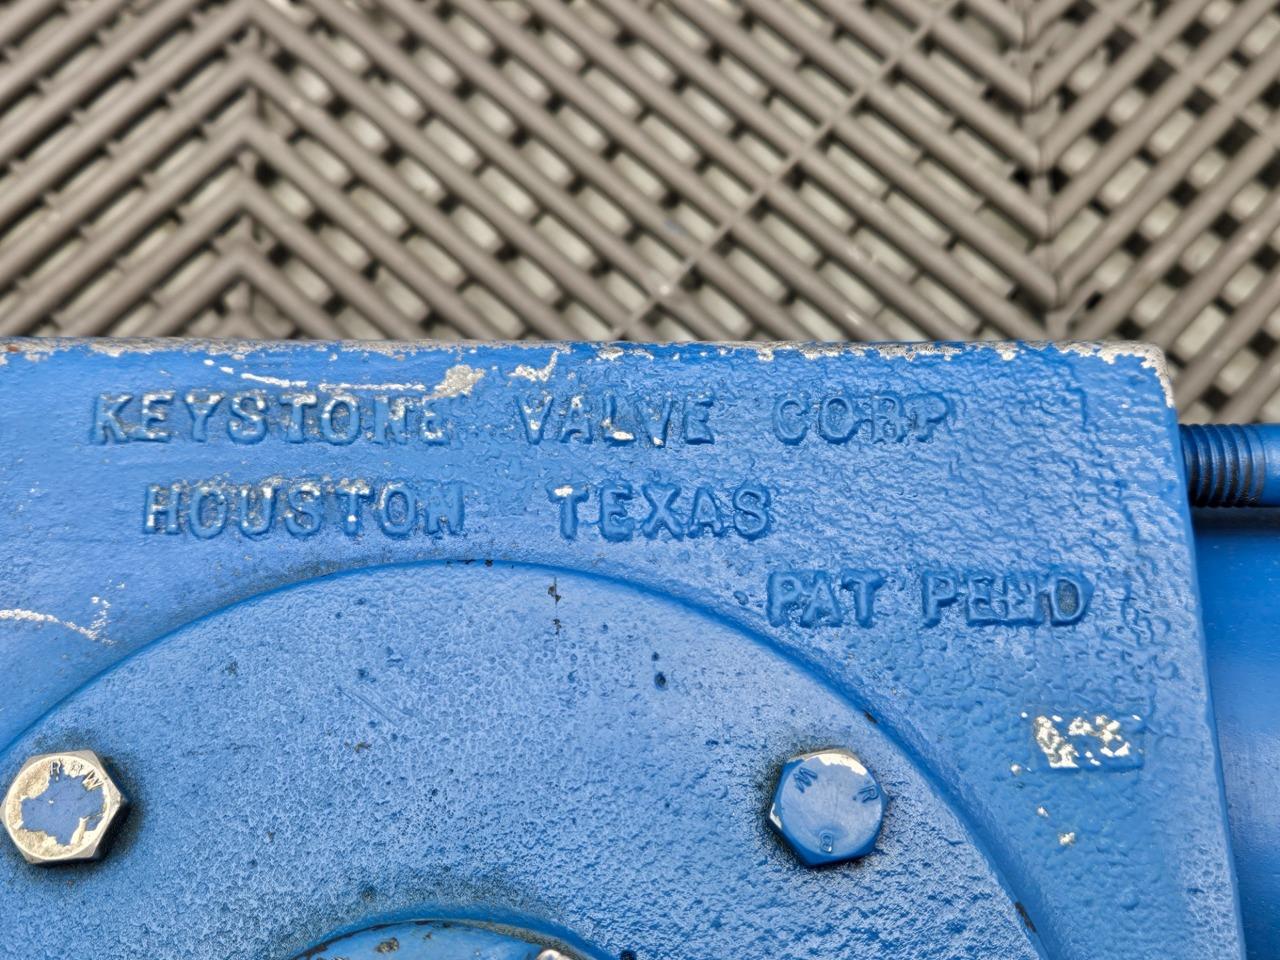 KEYSTONE VALVE CORP
HOUSTON TEXAS
PAT PEND